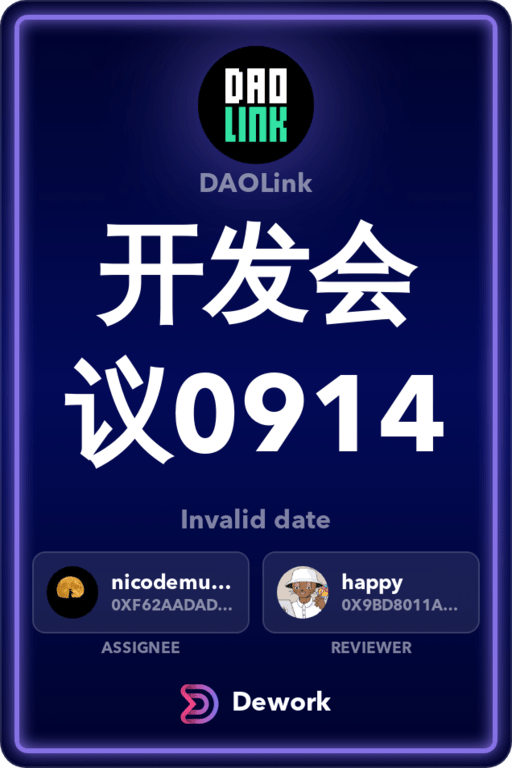 DAO
LINK
DAOLink
开发会
议0914
Invalid date
nicodemu...
0XF62AADAD...
happy
0X9BD8011A...
ASSIGNEE
REVIEWER
Dework